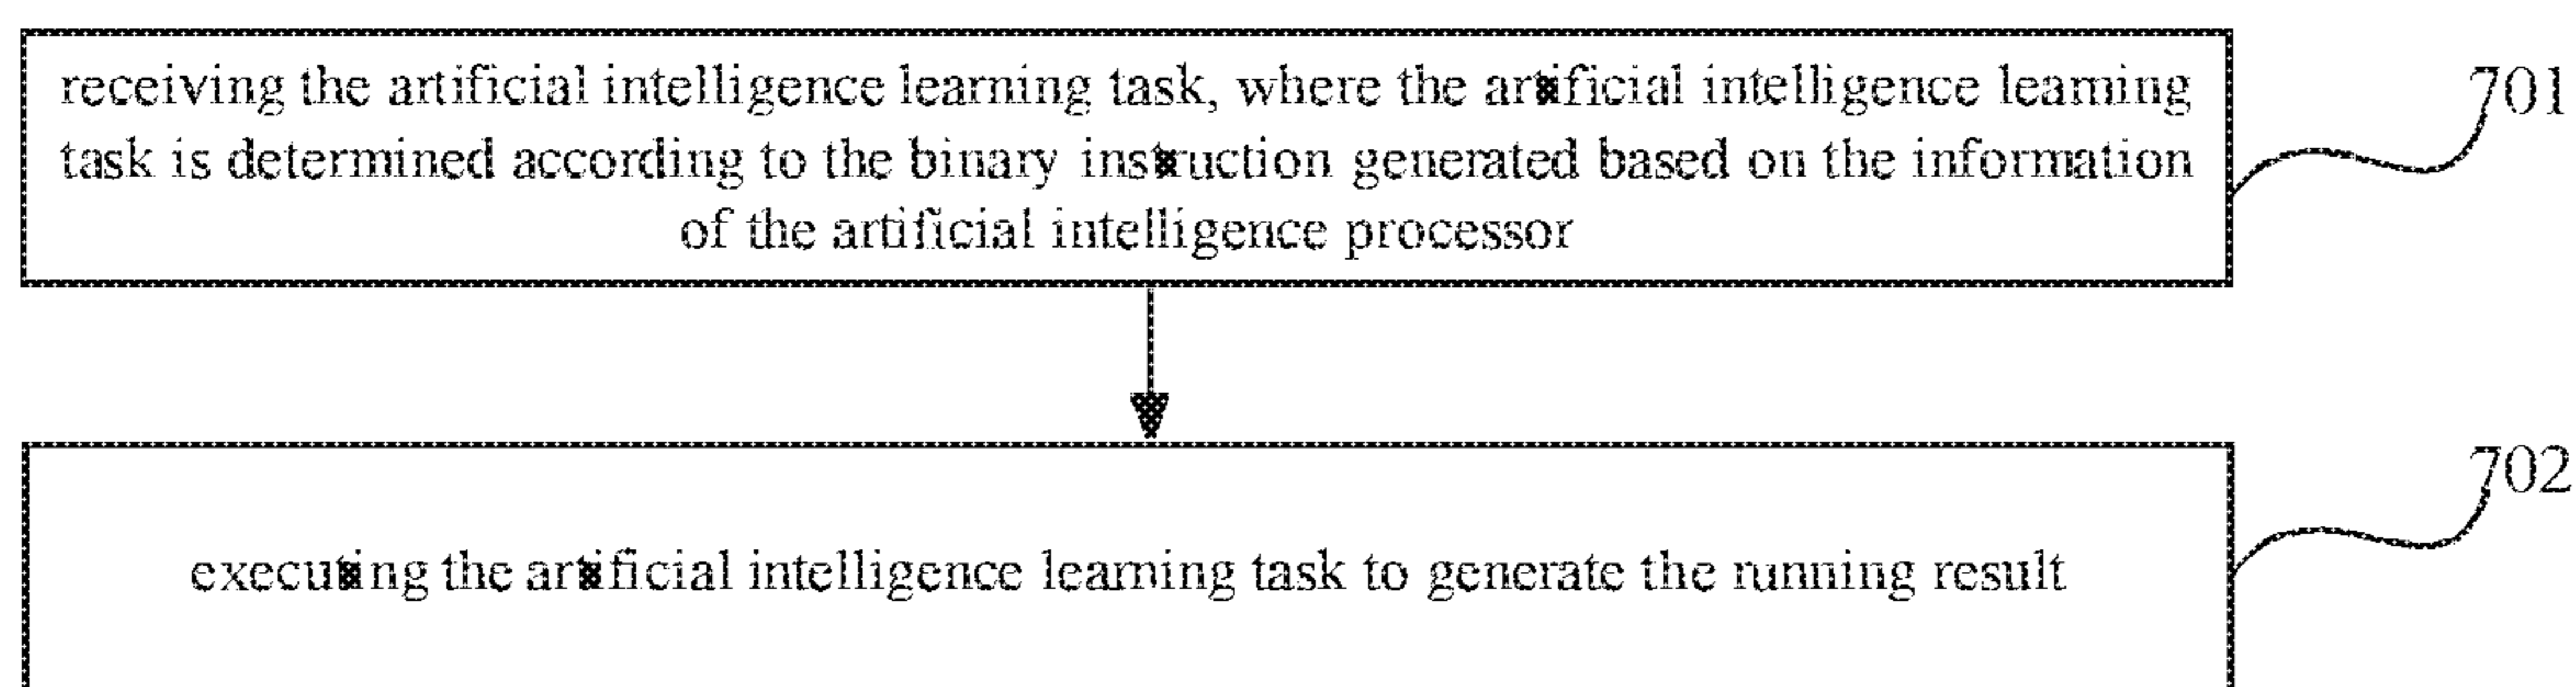 receiving the artificial intelligence learning task, where the artificial intelligence learning
task is determined according to the binary instruction generated based on the information
of the artificial intelligence processor
701
executing the artificial intelligence learning task to generate the running result
702